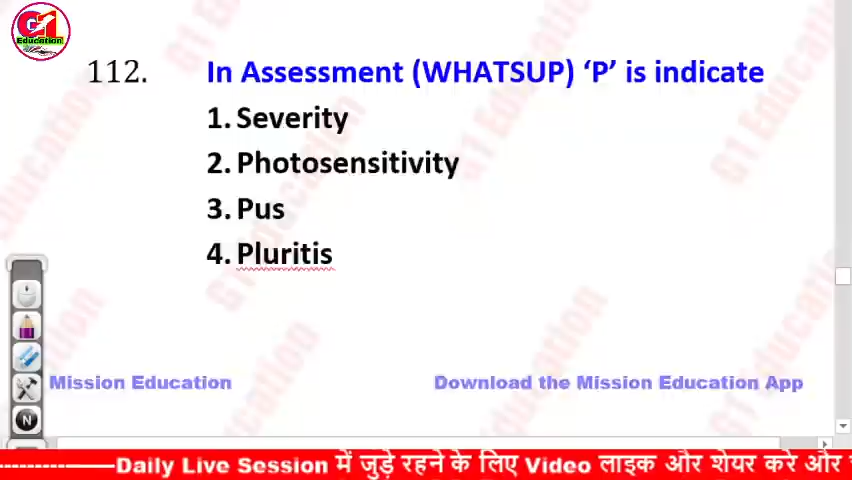 G1
Education
112. In Assessment (WHATSUP) ‘P’ is indicate
1. Severity
2. Photosensitivity
3. Pus
4. Pluritis
N
Mission Education
Download the Mission Education App
Daily Live Session में जुड़े रहने के लिए Video लाइक और शेयर करे और